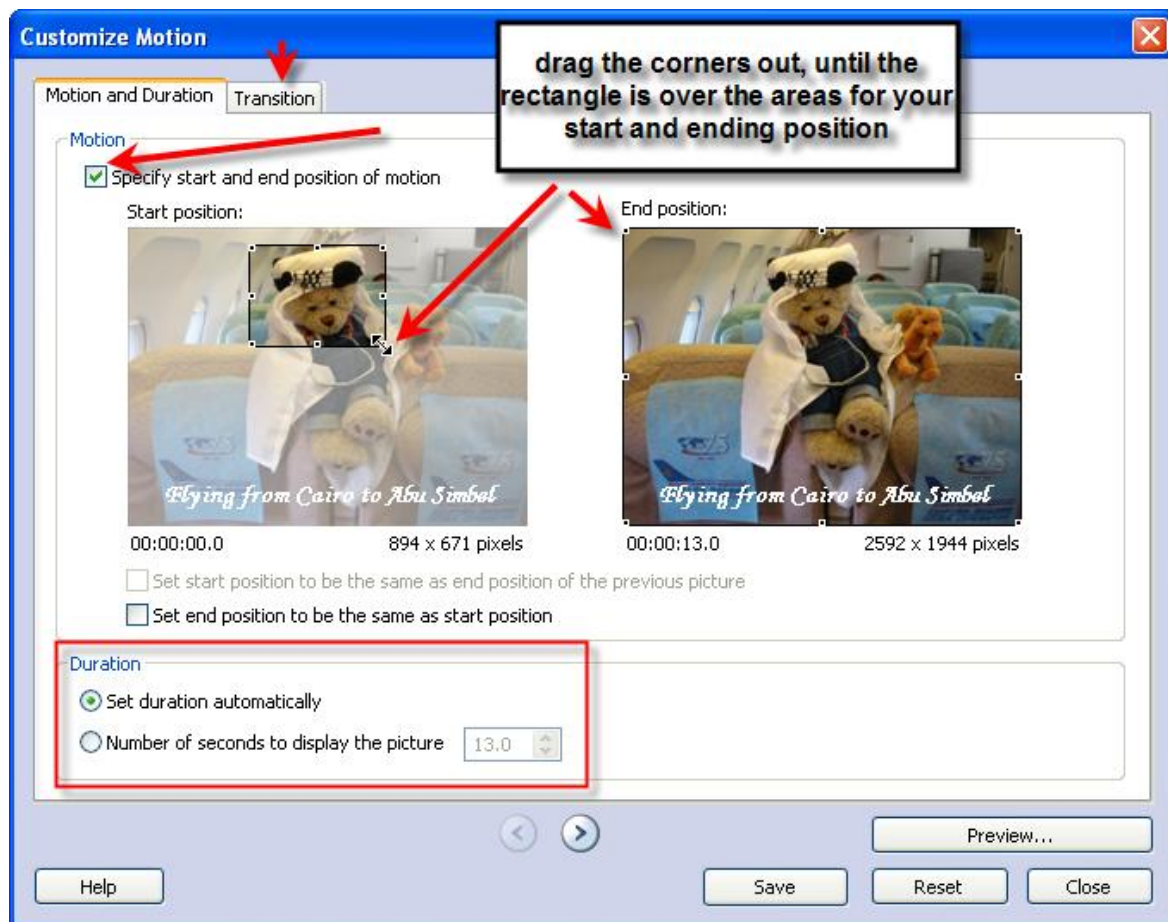 Customize Motion
drag the corners out, until the
rectangle is over the areas for your
start and ending position
Motion and Duration
Transition
Motion
Specify start and end position of motion
Start position:
End position:
75
75
Flying from Cairo to Abu Simbel
75
75
Flying from Cairo to Abu Simbel
00:00:00.0
894 x 671 pixels
00:00:13.0
2592 x 1944 pixels
Set start position to be the same as end position of the previous picture
Set end position to be the same as start position
Duration
Set duration automatically
Number of seconds to display the picture
13.0
Preview...
Help
Save
Reset
Close